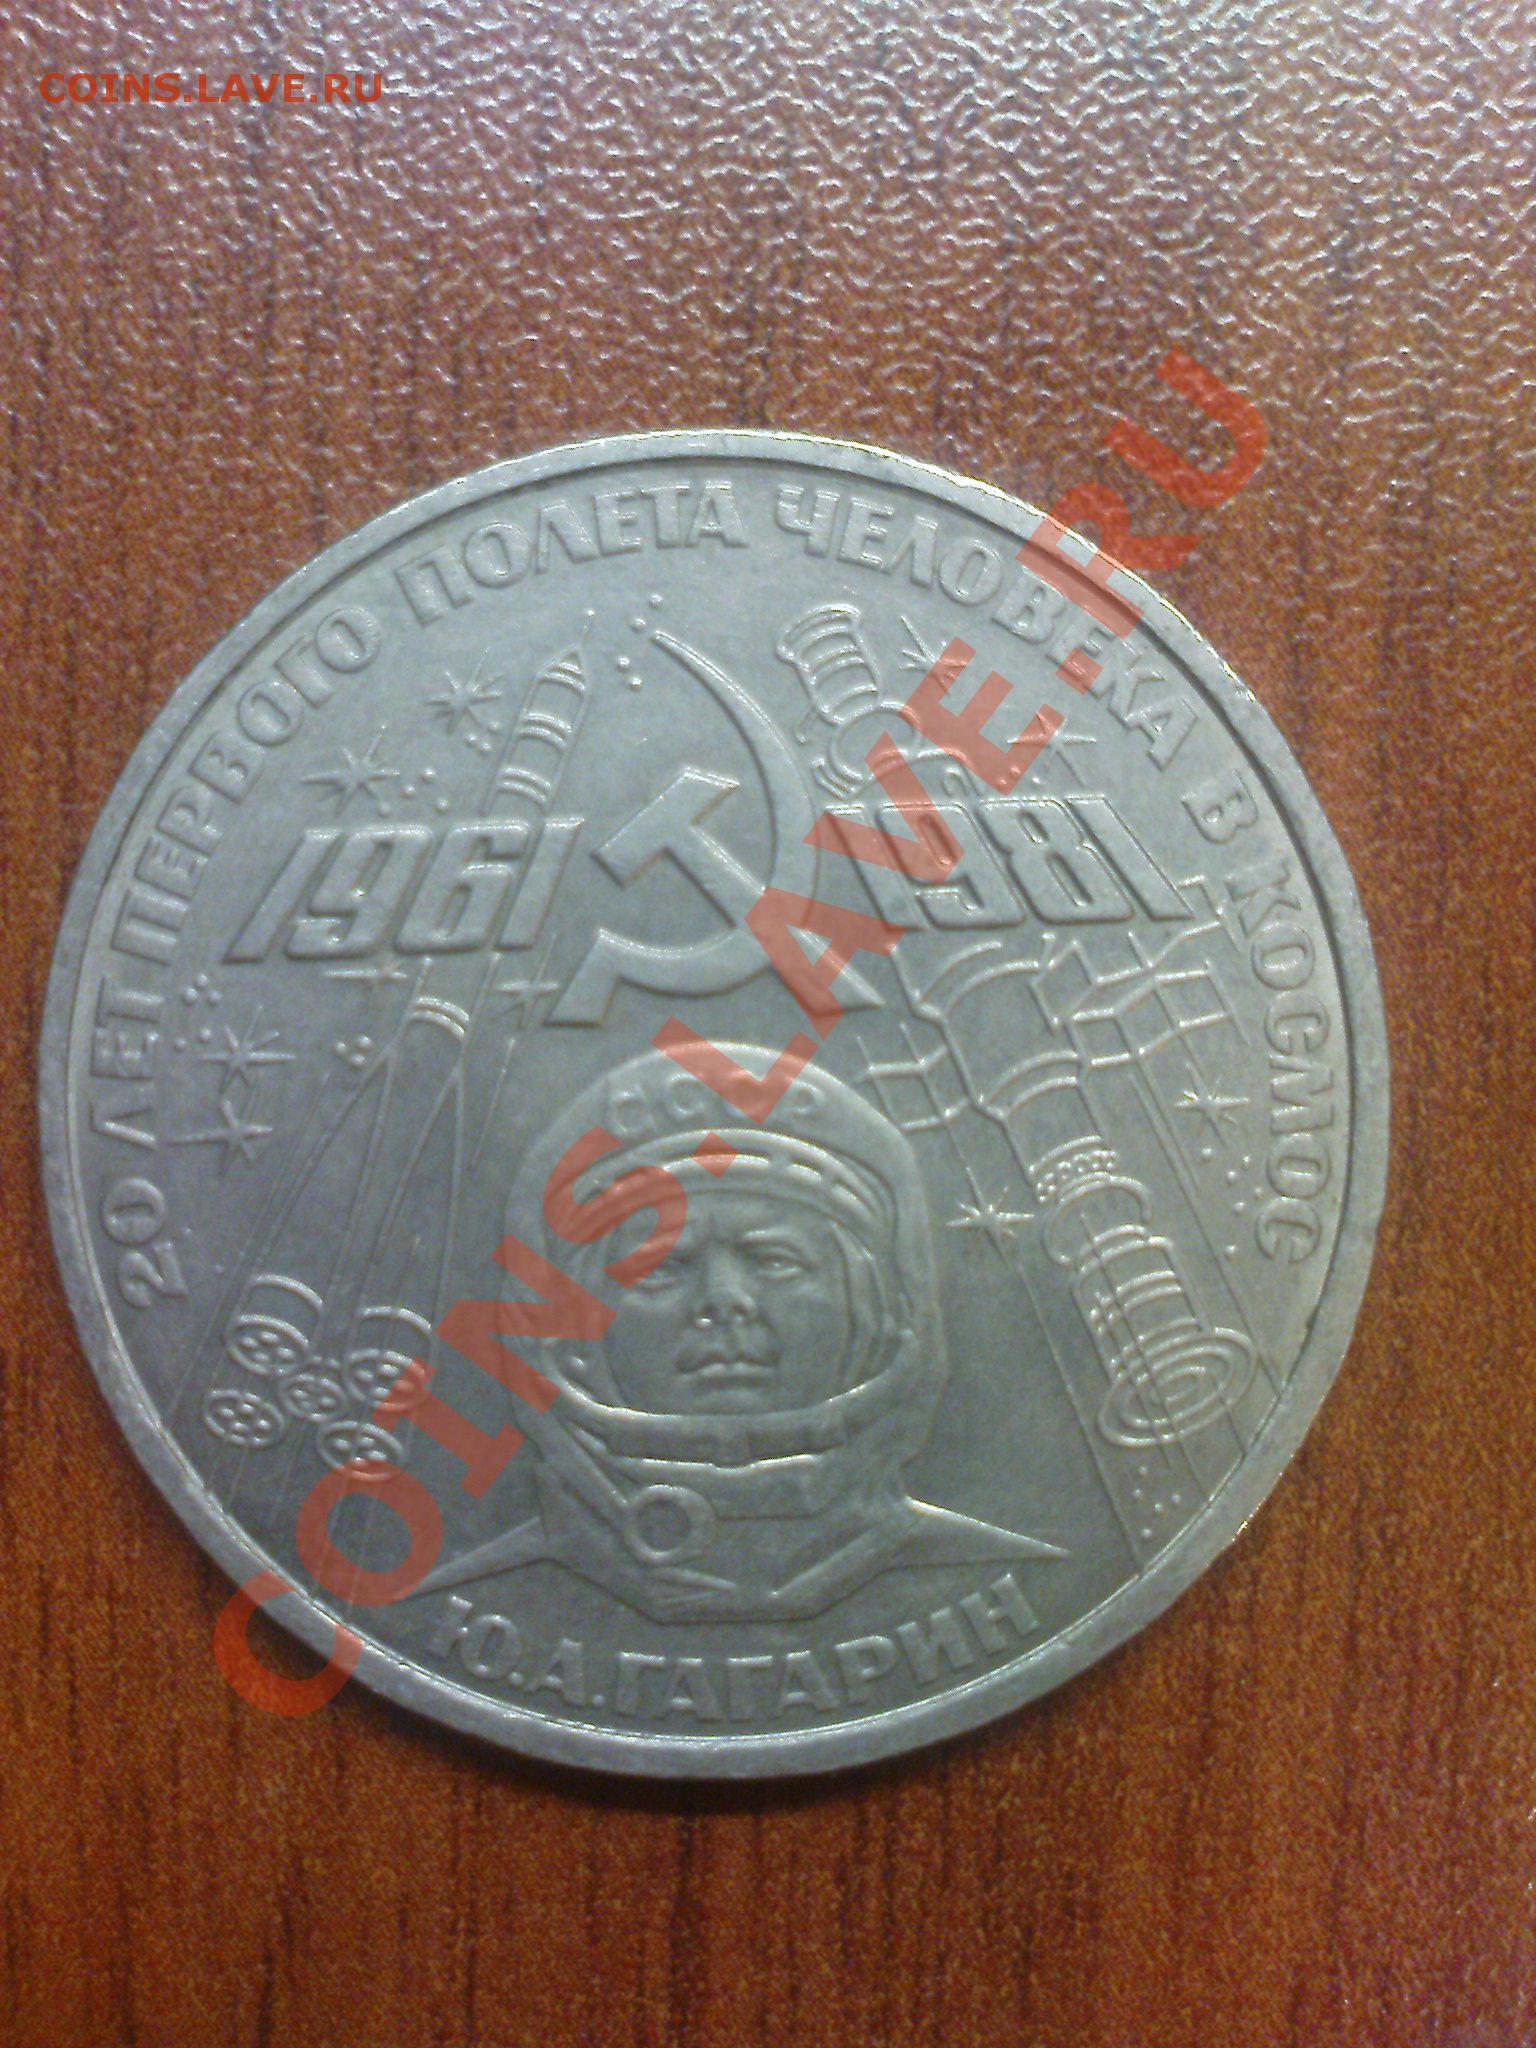 COINS.LAVE.RU
20 ЛЕТ ПЕРВОГО ПОЛЕТА ЧЕЛОВЕКА В КОСМОС
1961
1981
СССР
Ю.А.ГАГАРИН
COINS.LAVE.RU